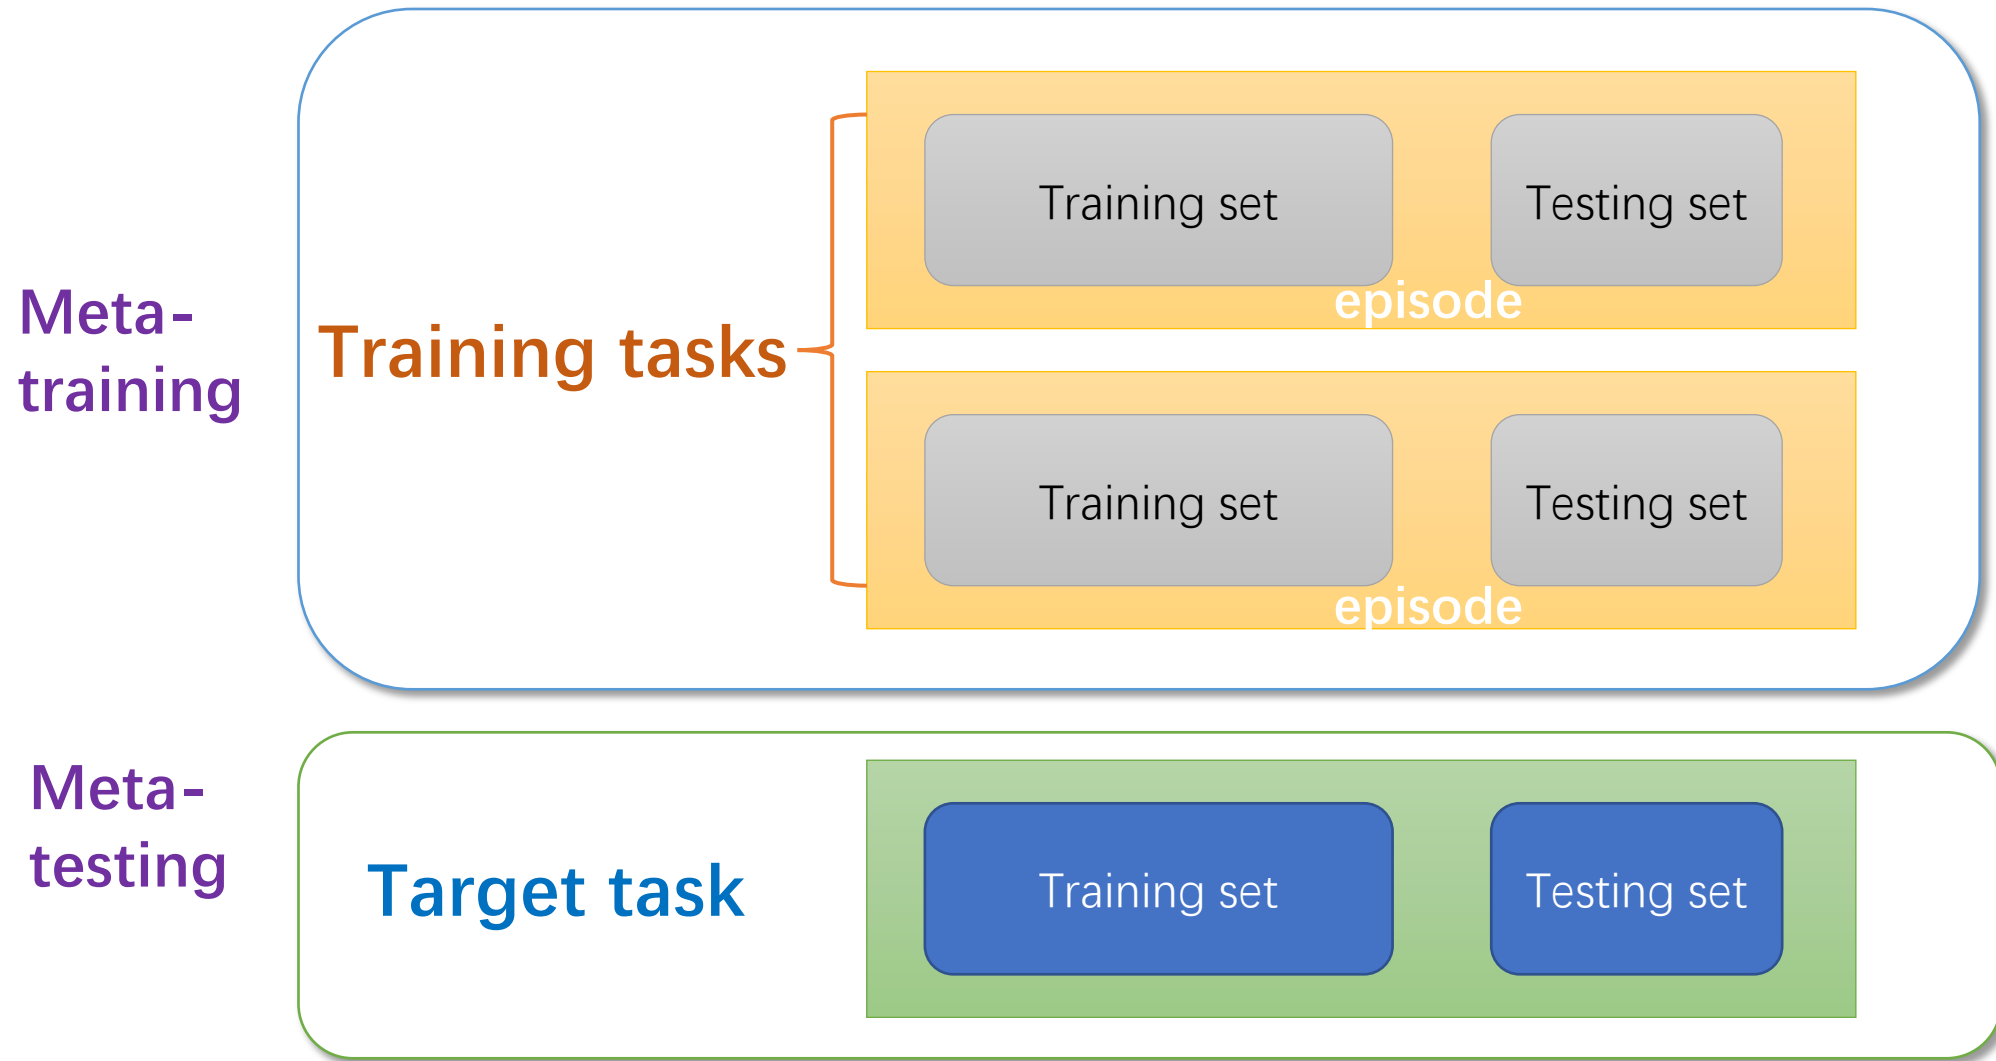 Meta-
training
Training tasks
Training set
Testing set
episode
Training set
Testing set
episode
Meta-
testing
Target task
Training set
Testing set